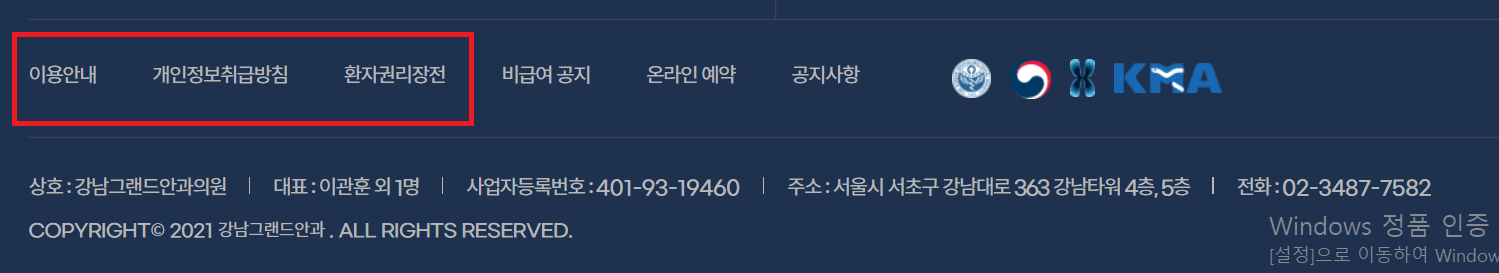 이용안내 개인정보취급방침 환자권리장전 비급여 공지 온라인 예약 공지사항 KMA
상호 : 강남그랜드안과의원 | 대표 : 이관훈 외 1명 | 사업자등록번호 : 401-93-19460 | 주소 : 서울시 서초구 강남대로 363 강남타워 4층, 5층 | 전화 : 02-3487-7582
COPYRIGHT© 2021 강남그랜드안과 . ALL RIGHTS RESERVED.
Windows 정품 인증
[설정]으로 이동하여 Window